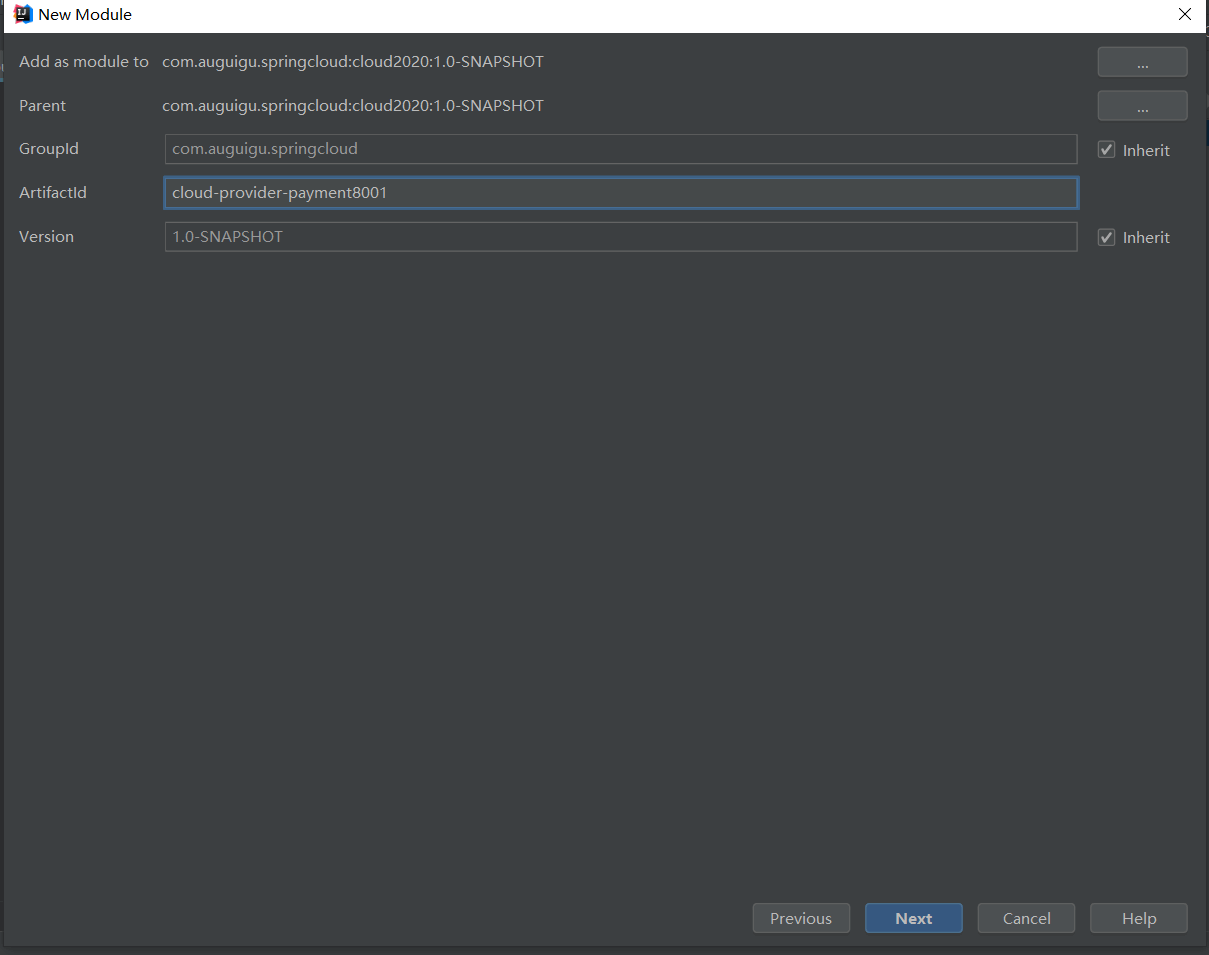 New Module
Add as module to com.auguigu.springcloud:cloud2020:1.0-SNAPSHOT ...
Parent com.auguigu.springcloud:cloud2020:1.0-SNAPSHOT ...
GroupId com.auguigu.springcloud Inherit
ArtifactId cloud-provider-payment8001
Version 1.0-SNAPSHOT Inherit
Previous Next Cancel Help